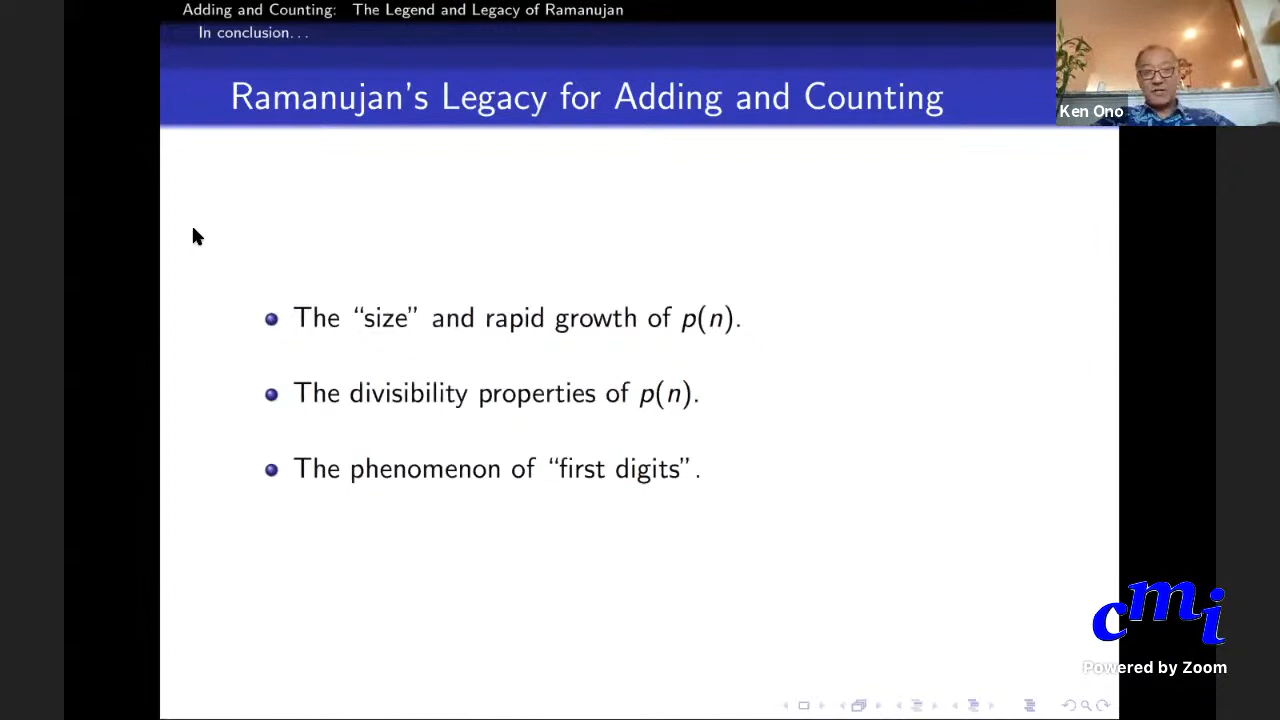 Adding and Counting: The Legend and Legacy of Ramanujan
In conclusion...
Ramanujan's Legacy for Adding and Counting
Ken Ono
The “size” and rapid growth of p(n).
The divisibility properties of p(n).
The phenomenon of “first digits”.
cmi
Powered by Zoom